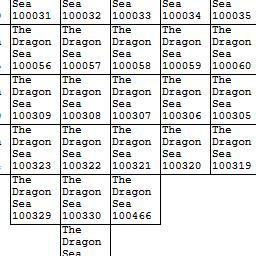 Sea Sea Sea Sea Sea
100031 100032 100033 100034 100035
The The The The The
Dragon Dragon Dragon Dragon Dragon
Sea Sea Sea Sea Sea
100056 100057 100058 100059 100060
The The The The The
Dragon Dragon Dragon Dragon Dragon
Sea Sea Sea Sea Sea
100309 100308 100307 100306 100305
The The The The The
Dragon Dragon Dragon Dragon Dragon
Sea Sea Sea Sea Sea
100323 100322 100321 100320 100319
The The The
Dragon Dragon Dragon
Sea Sea Sea
100329 100330 100466
The
Dragon
Sea